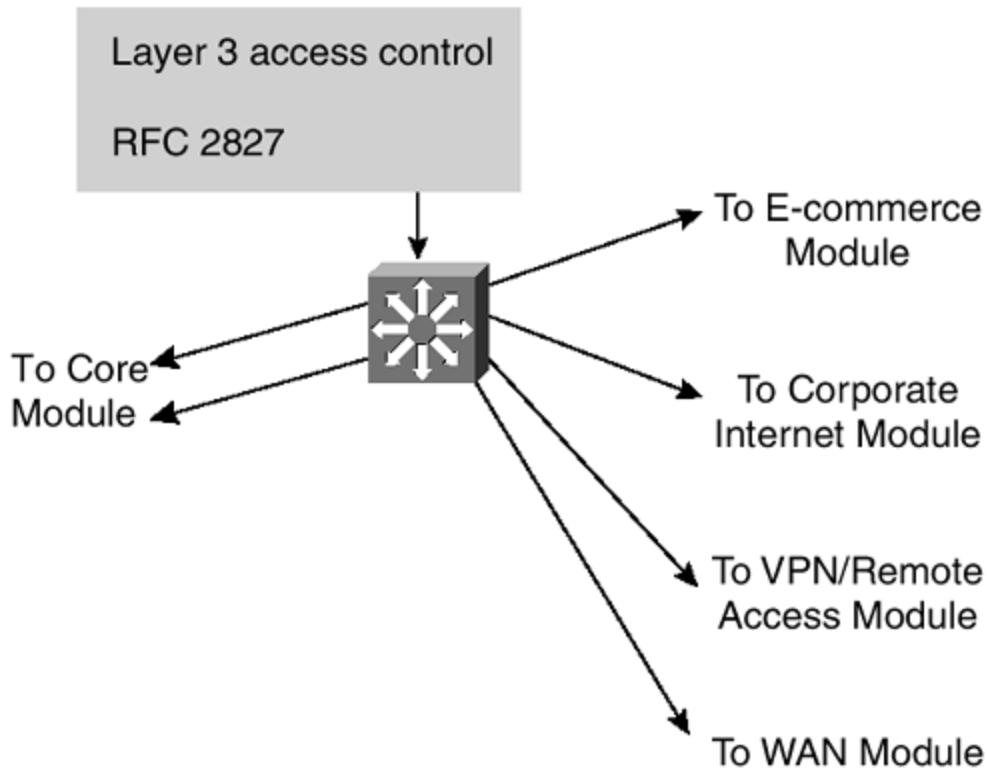 Layer 3 access control
RFC 2827
To E-commerce
Module
To Core
Module
To Corporate
Internet Module
To VPN/Remote
Access Module
To WAN Module